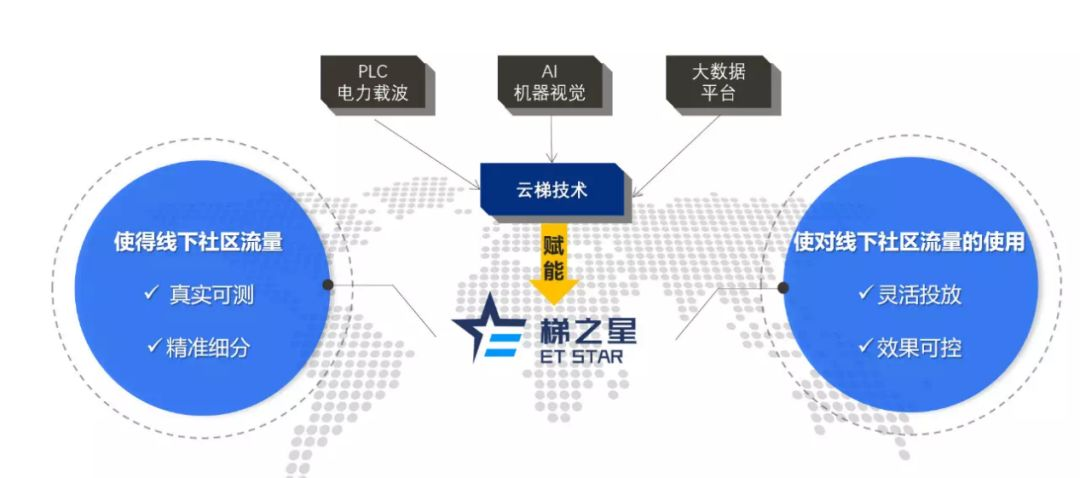 PLC
电力载波
AI
机器视觉
大数据
平台
云梯技术
赋能
使得线下社区流量
✓ 真实可测
✓ 精准细分
梯之星
ET STAR
使对线下社区流量的使用
✓ 灵活投放
✓ 效果可控